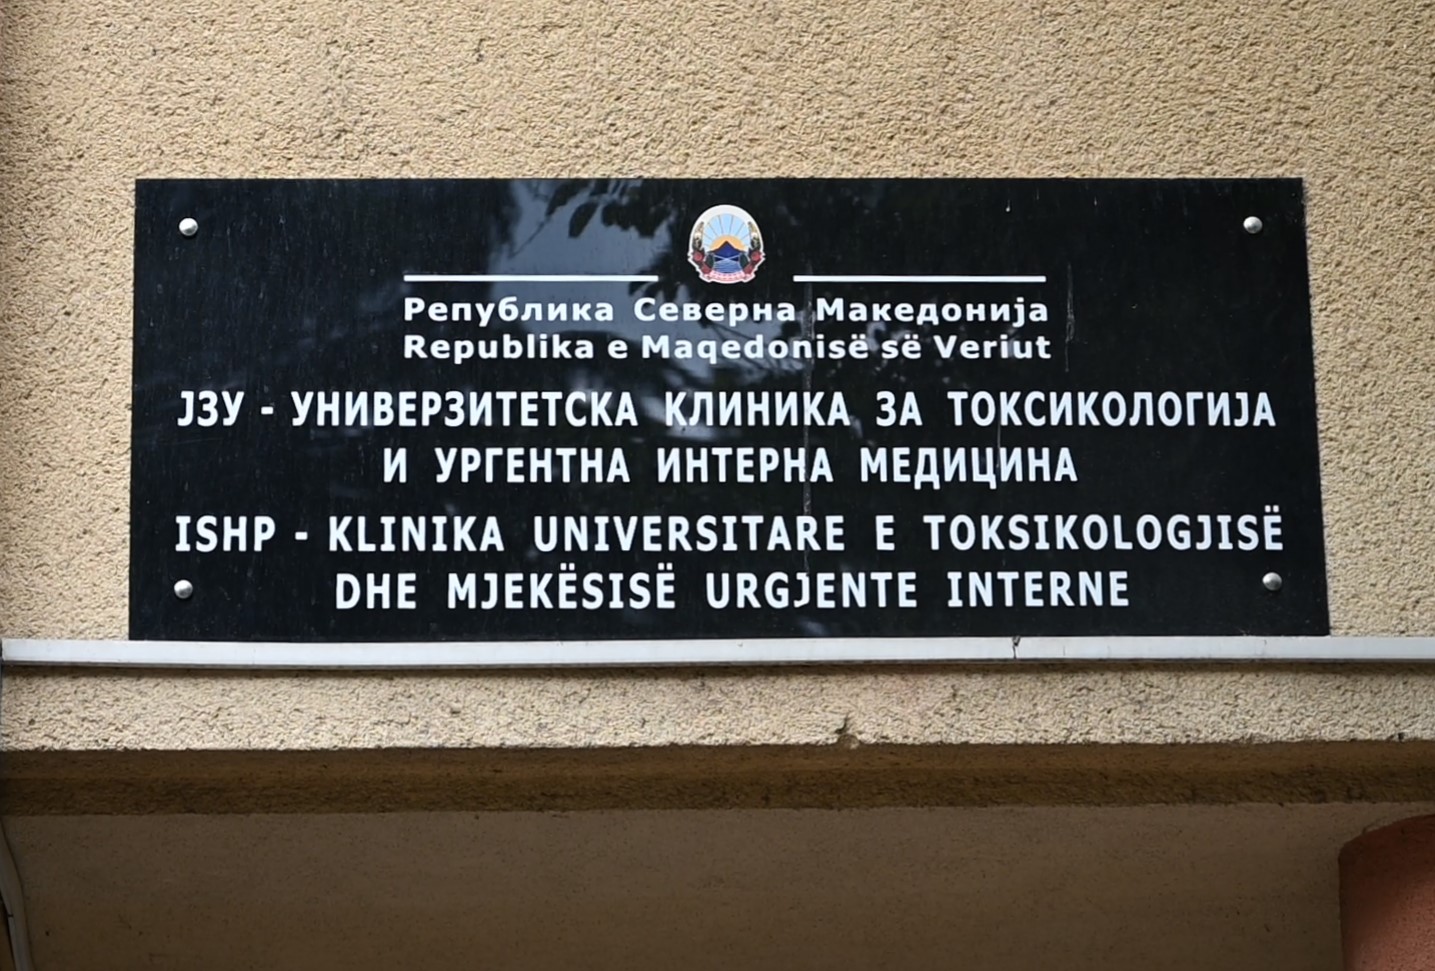 Република Северна Македонија
Republika e Maqedonisë së Veriut
ЈЗУ - УНИВЕРЗИТЕТСКА КЛИНИКА ЗА ТОКСИКОЛОГИЈА
И УРГЕНТНА ИНТЕРНА МЕДИЦИНА
ISHP - KLINIKA UNIVERSITARE E TOKSIKOLOGJISË
DHE MJEKËSISË URGJENTE INTERNE